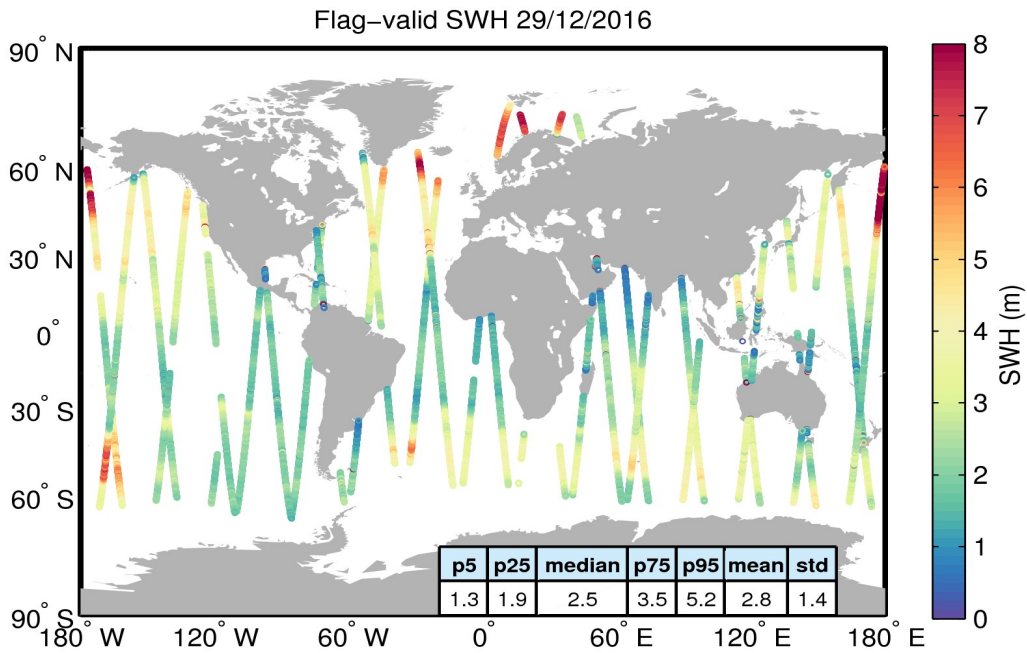 Flag−valid SWH 29/12/2016
90° N
60° N
30° N
0°
30° S
60° S
90° S
180° W
120° W
60° W
0°
60° E
120° E
180° E
8
7
6
5
4
3
2
1
0
SWH (m)
p5 p25 median p75 p95 mean std
1.3 1.9 2.5 3.5 5.2 2.8 1.4